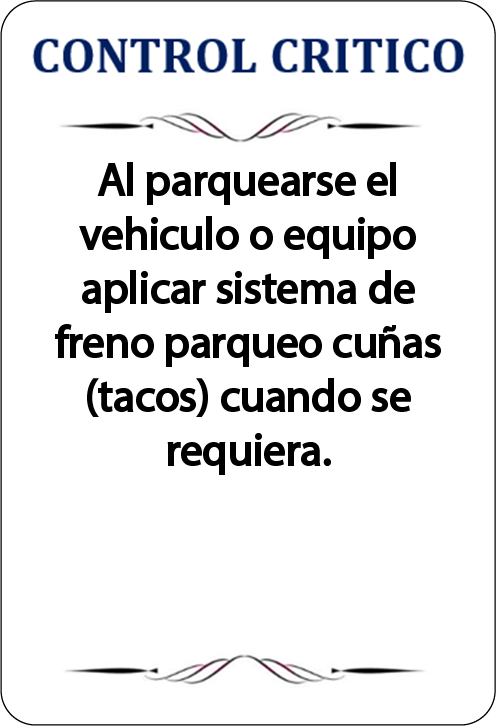 CONTROL CRITICO
Al parquearse el
vehiculo o equipo
aplicar sistema de
freno parqueo cuñas
(tacos) cuando se
requiera.